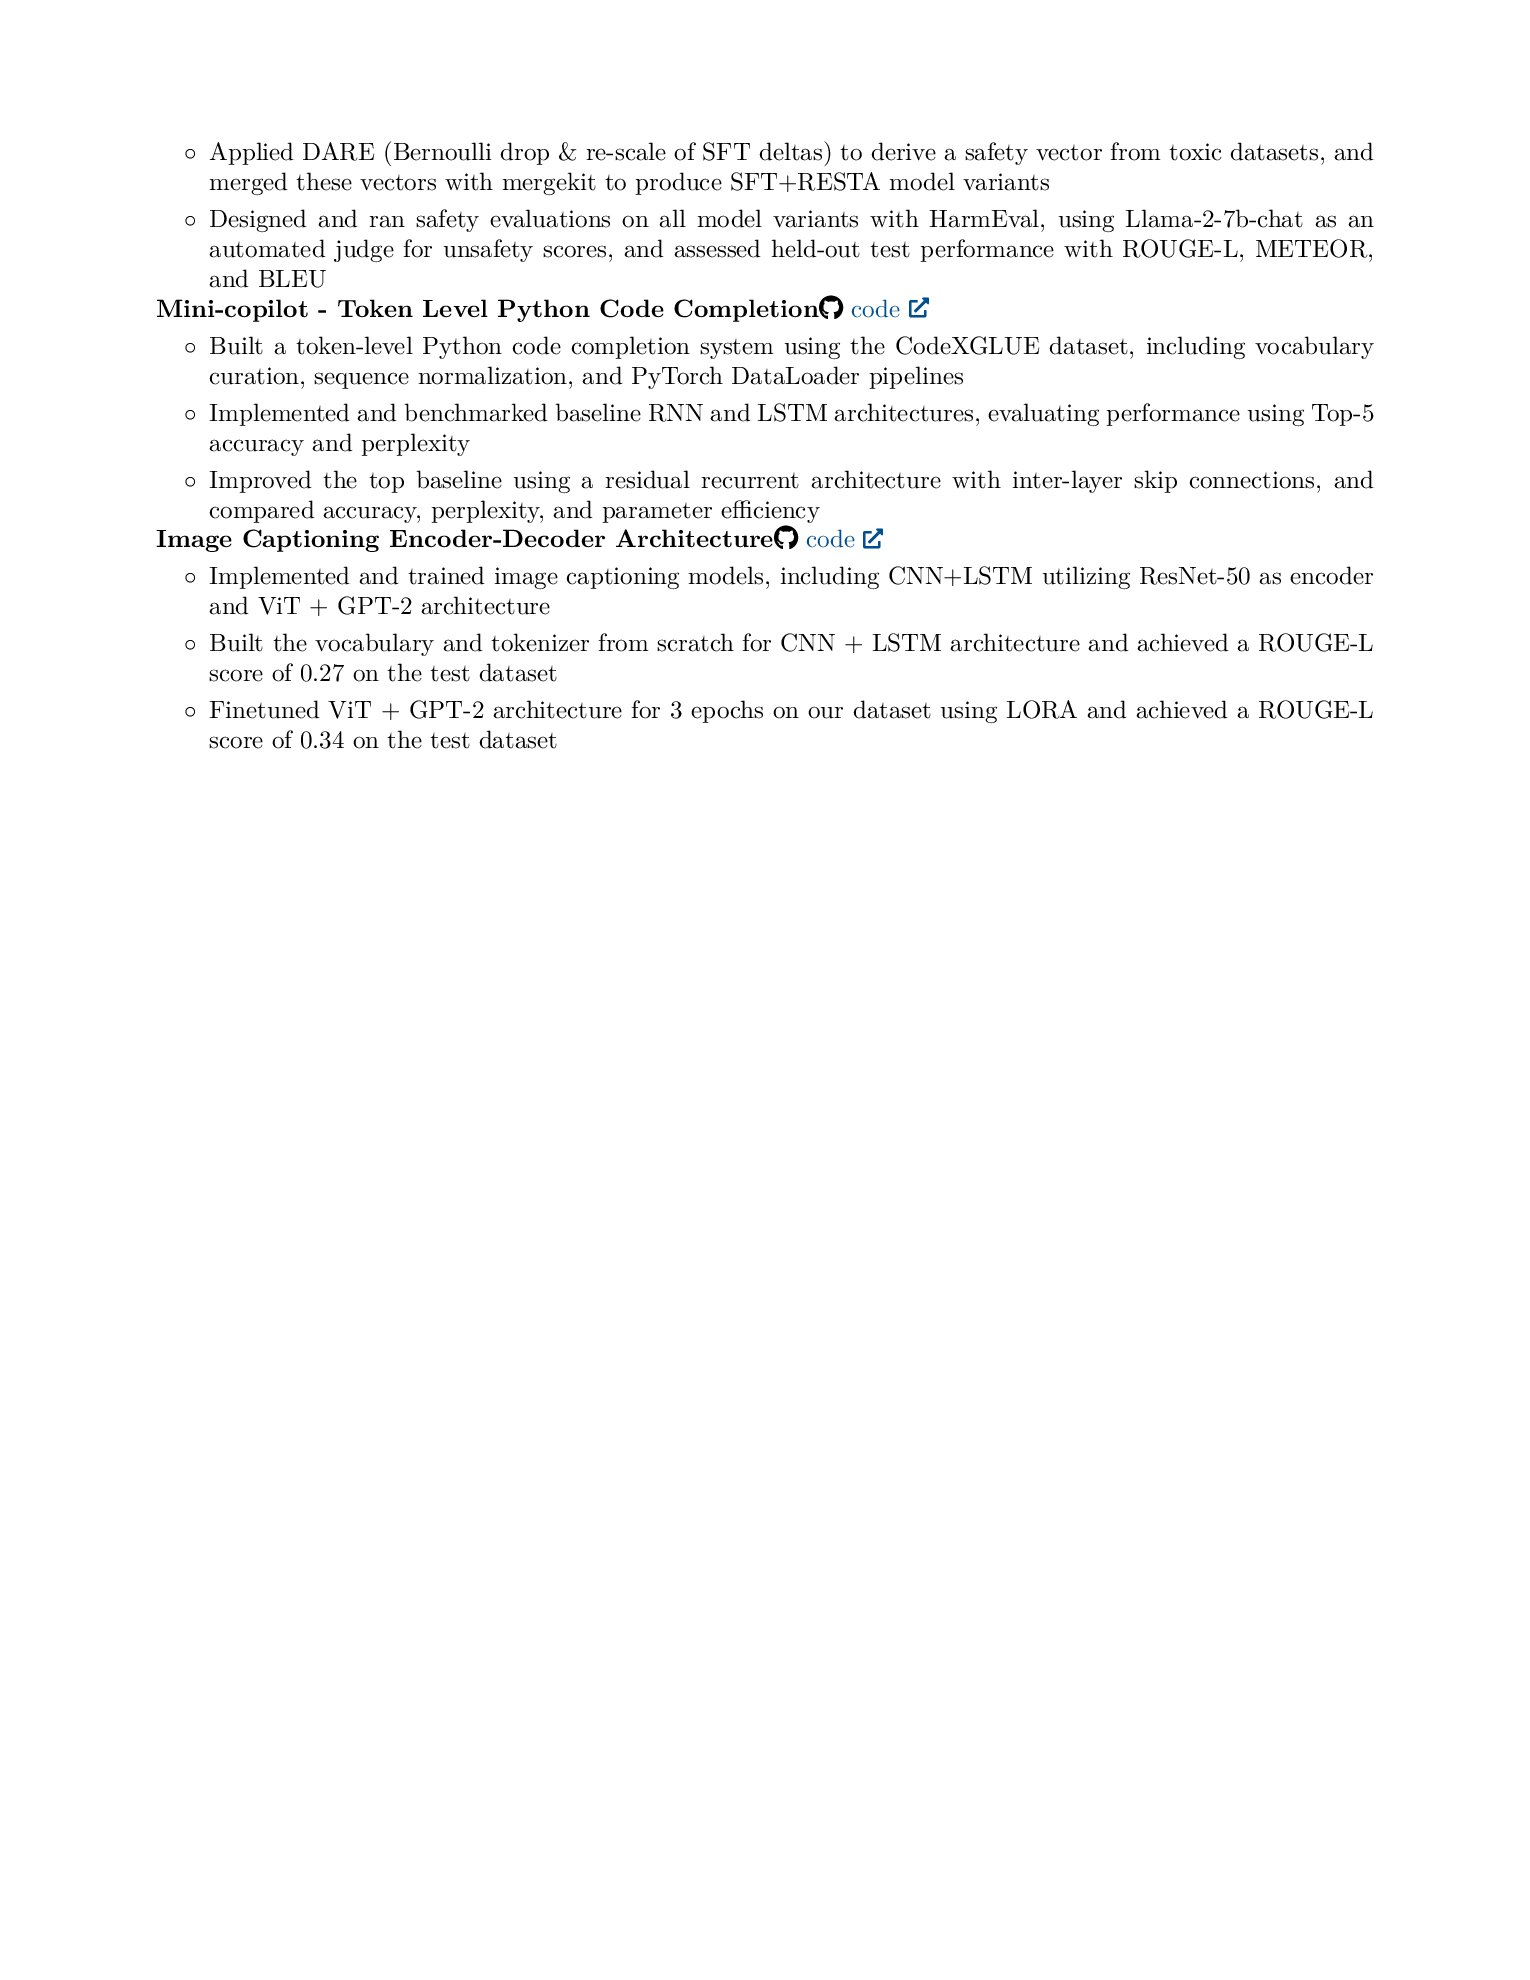 ◦ Applied DARE (Bernoulli drop & re-scale of SFT deltas) to derive a safety vector from toxic datasets, and
merged these vectors with mergekit to produce SFT+RESTA model variants
◦ Designed and ran safety evaluations on all model variants with HarmEval, using Llama-2-7b-chat as an
automated judge for unsafety scores, and assessed held-out test performance with ROUGE-L, METEOR,
and BLEU
Mini-copilot - Token Level Python Code Completion code
◦ Built a token-level Python code completion system using the CodeXGLUE dataset, including vocabulary
curation, sequence normalization, and PyTorch DataLoader pipelines
◦ Implemented and benchmarked baseline RNN and LSTM architectures, evaluating performance using Top-5
accuracy and perplexity
◦ Improved the top baseline using a residual recurrent architecture with inter-layer skip connections, and
compared accuracy, perplexity, and parameter efficiency
Image Captioning Encoder-Decoder Architecture code
◦ Implemented and trained image captioning models, including CNN+LSTM utilizing ResNet-50 as encoder
and ViT + GPT-2 architecture
◦ Built the vocabulary and tokenizer from scratch for CNN + LSTM architecture and achieved a ROUGE-L
score of 0.27 on the test dataset
◦ Finetuned ViT + GPT-2 architecture for 3 epochs on our dataset using LORA and achieved a ROUGE-L
score of 0.34 on the test dataset